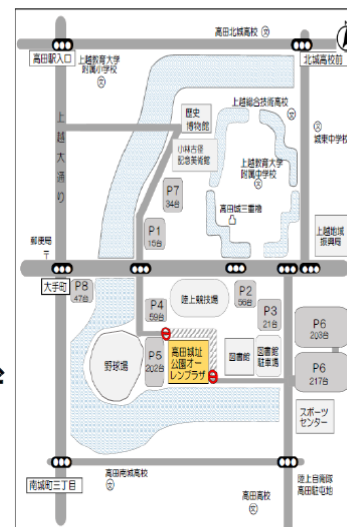 高田北城高校
高田駅入口
上越教育大学
附属小学校
北城高校前
上越大通り
歴史
博物館
上越総合技術高校
小林古径
記念美術館
城東中学校
上越教育大学
附属中学校
P7
34台
高田城三重櫓
P1
15台
上越地域
振興局
郵便局
大手町
P8
47台
P4
59台
陸上競技場
P2
56台
P3
21台
P6
203台
野球場
P5
202台
高田城址
公園オー
レンプラザ
図書館
図書館
駐車場
P6
217台
スポーツ
センター
南城町三丁目
高田南城高校
高田高校
陸上自衛隊
高田駐屯地